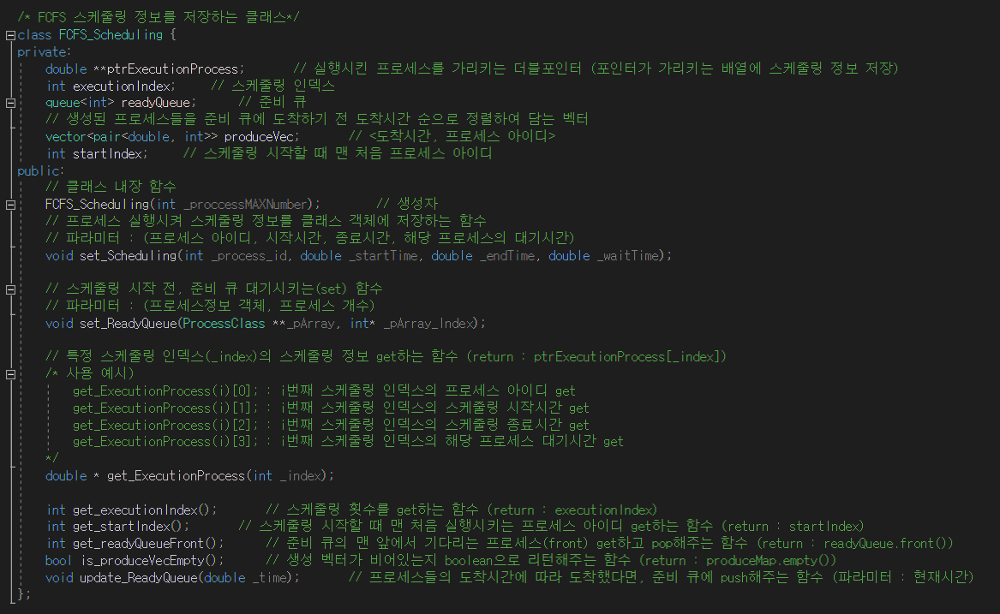 /* FCFS 스케줄링 정보를 저장하는 클래스*/
class FCFS_Scheduling {
private:
double **ptrExecutionProcess; // 실행시킨 프로세스를 가리키는 더블포인터 (포인터가 가리키는 배열에 스케줄링 정보 저장)
int executionIndex; // 스케줄링 인덱스
queue<int> readyQueue; // 준비 큐
// 생성된 프로세스들을 준비 큐에 도착하기 전 도착시간 순으로 정렬하여 담는 벡터
vector<pair<double, int>> produceVec; // <도착시간, 프로세스 아이디>
int startIndex; // 스케줄링 시작할 때 맨 처음 프로세스 아이디
public:
// 클래스 내장 함수
FCFS_Scheduling(int _proccessMAXNumber); // 생성자
// 프로세스 실행시켜 스케줄링 정보를 클래스 객체에 저장하는 함수
// 파라미터 : (프로세스 아이디, 시작시간, 종료시간, 해당 프로세스의 대기시간)
void set_Scheduling(int _process_id, double _startTime, double _endTime, double _waitTime);
// 스케줄링 시작 전, 준비 큐 대기시키는(set) 함수
// 파라미터 : (프로세스정보 객체, 프로세스 개수)
void set_ReadyQueue(ProcessClass **_pArray, int* _pArray_Index);
// 특정 스케줄링 인덱스(_index)의 스케줄링 정보 get하는 함수 (return : ptrExecutionProcess[_index])
/* 사용 예시)
get_ExecutionProcess(i)[0]; : i번째 스케줄링 인덱스의 프로세스 아이디 get
get_ExecutionProcess(i)[1]; : i번째 스케줄링 인덱스의 스케줄링 시작시간 get
get_ExecutionProcess(i)[2]; : i번째 스케줄링 인덱스의 스케줄링 종료시간 get
get_ExecutionProcess(i)[3]; : i번째 스케줄링 인덱스의 해당 프로세스 대기시간 get
*/
double * get_ExecutionProcess(int _index);
int get_executionIndex(); // 스케줄링 횟수를 get하는 함수 (return : executionIndex)
int get_startIndex(); // 스케줄링 시작할 때 맨 처음 실행시키는 프로세스 아이디 get하는 함수 (return : startIndex)
int get_readyQueueFront(); // 준비 큐의 맨 앞에서 기다리는 프로세스(front) get하고 pop해주는 함수 (return : readyQueue.front())
bool is_produceVecEmpty(); // 생성 벡터가 비어있는지 boolean으로 리턴해주는 함수 (return : produceMap.empty())
void update_ReadyQueue(double _time); // 프로세스들의 도착시간에 따라 도착했다면, 준비 큐에 push해주는 함수 (파라미터 : 현재시간)
};